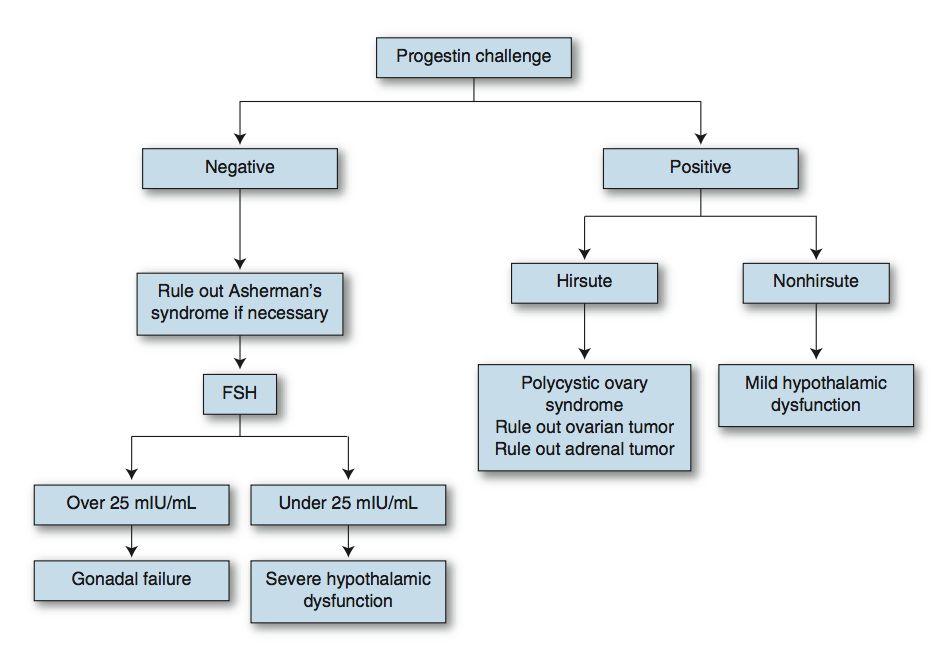 Progestin challenge
Negative
Positive
Rule out Asherman’s
syndrome if necessary
Hirsute
Nonhirsute
FSH
Polycystic ovary
syndrome
Rule out ovarian tumor
Rule out adrenal tumor
Mild hypothalamic
dysfunction
Over 25 mIU/mL
Under 25 mIU/mL
Gonadal failure
Severe hypothalamic
dysfunction